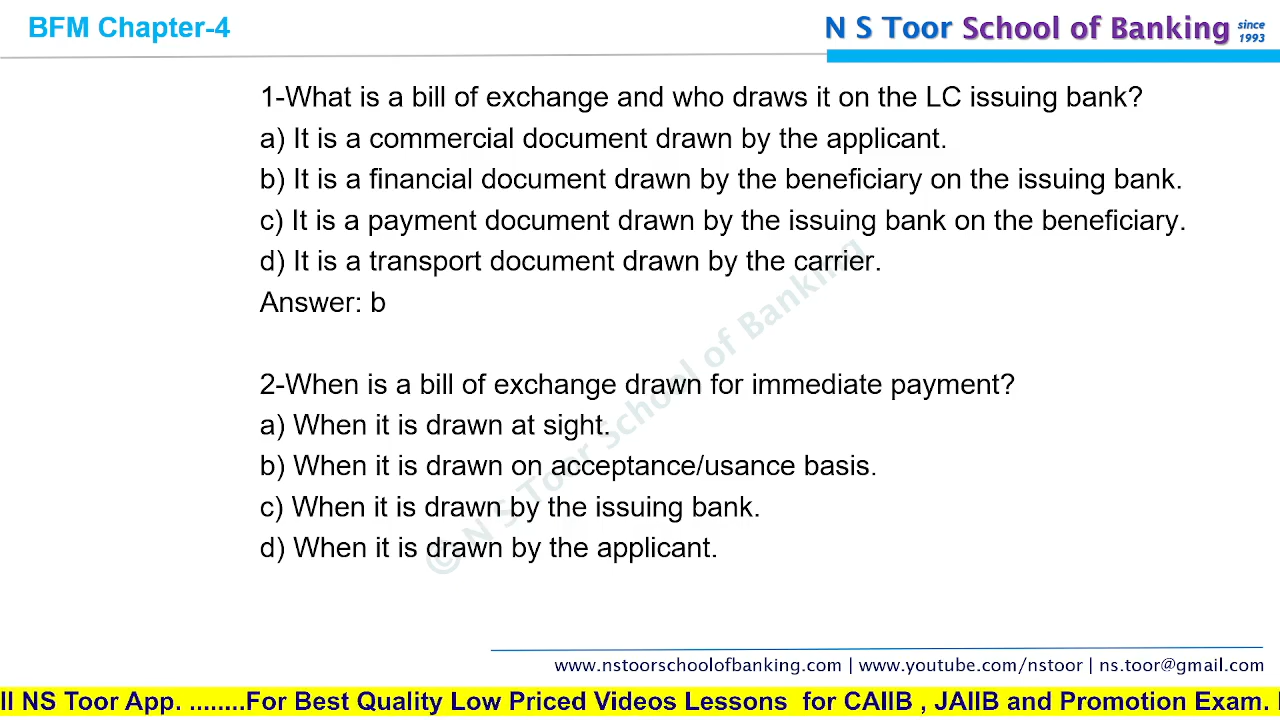 BFM Chapter-4
N S Toor School of Banking since 1993
1-What is a bill of exchange and who draws it on the LC issuing bank?
a) It is a commercial document drawn by the applicant.
b) It is a financial document drawn by the beneficiary on the issuing bank.
c) It is a payment document drawn by the issuing bank on the beneficiary.
d) It is a transport document drawn by the carrier.
Answer: b
2-When is a bill of exchange drawn for immediate payment?
a) When it is drawn at sight.
b) When it is drawn on acceptance/usance basis.
c) When it is drawn by the issuing bank.
d) When it is drawn by the applicant.
© N S Toor School of Banking
www.nstoorschoolofbanking.com | www.youtube.com/nstoor | ns.toor@gmail.com
ll NS Toor App. ........For Best Quality Low Priced Videos Lessons for CAIIB , JAIIB and Promotion Exam.